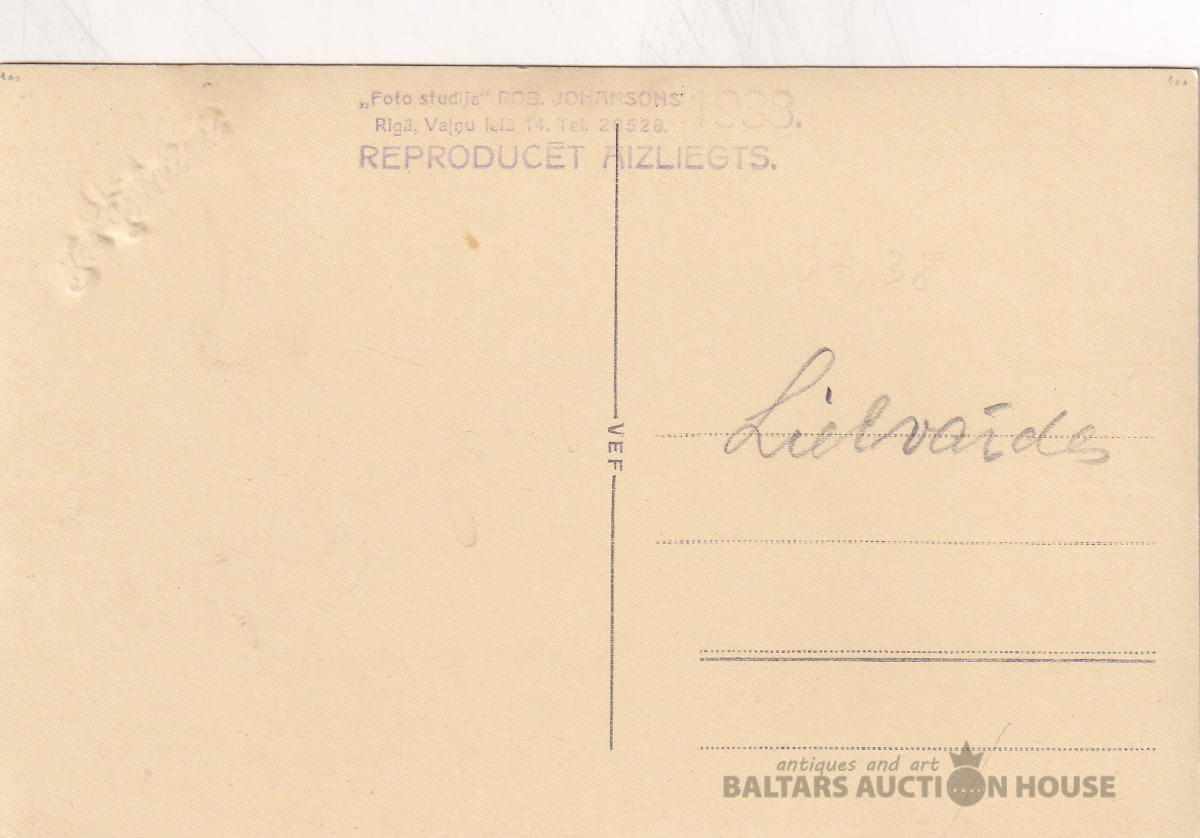 „Foto studija" ROB. JOHANSONS 1938.
Rīgā, Vaļņu ielā 14. Tel. 20528.
REPRODUCĒT AIZLIEGTS.
VEF
Lielvārdes
antiques and art
BALTARS AUCTION HOUSE